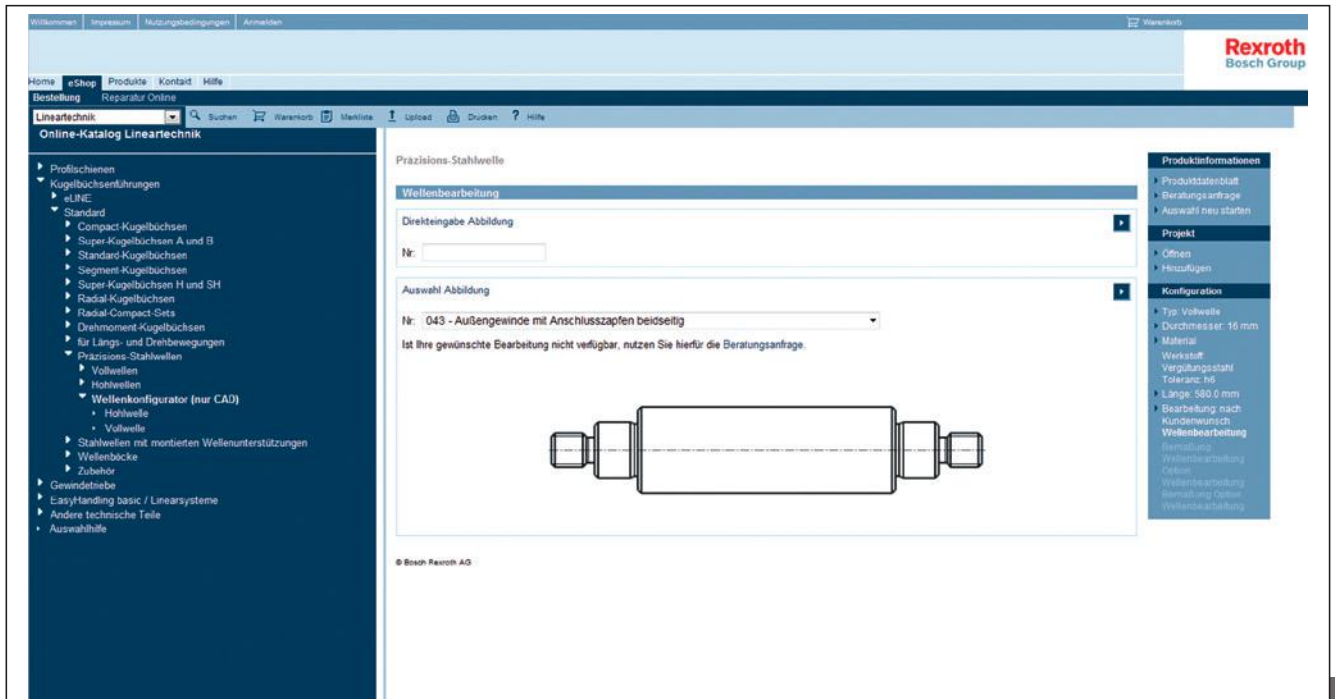 Willkommen Impressum Nutzungsbedingungen Anmelden Warenkorb
Rexroth
Bosch Group
Home eShop Produkte Kontakt Hilfe
Bestellung Reparatur Online
Lineartechnik Suchen Warenkorb Merkliste Upload Drucken Hilfe
Online-Katalog Lineartechnik
Profilschienen
Kugelbüchsenführungen
eLINE
Standard
Compact-Kugelbüchsen
Super-Kugelbüchsen A und B
Standard-Kugelbüchsen
Segment-Kugelbüchsen
Super-Kugelbüchsen H und SH
Radial-Kugelbüchsen
Radial-Compact-Sets
Drehmoment-Kugelbüchsen
für Längs- und Drehbewegungen
Präzisions-Stahlwellen
Vollwellen
Hohlwellen
Wellenkonfigurator (nur CAD)
Hohlwelle
Vollwelle
Stahlwellen mit montierten Wellenunterstützungen
Wellenböcke
Zubehör
Gewindetriebe
EasyHandling basic / Linearsysteme
Andere technische Teile
Auswahlhilfe
Präzisions-Stahlwelle
Wellenbearbeitung
Direkteingabe Abbildung
Nr:
Auswahl Abbildung
Nr: 043 - Außengewinde mit Anschlusszapfen beidseitig
Ist Ihre gewünschte Bearbeitung nicht verfügbar, nutzen Sie hierfür die Beratungsanfrage.
© Bosch Rexroth AG
Produktinformationen
Produktdatenblatt
Beratungsanfrage
Auswahl neu starten
Projekt
Öffnen
Hinzufügen
Konfiguration
Typ: Vollwelle
Durchmesser: 16 mm
Material
Werkstoff:
Vergütungsstahl
Toleranz: h6
Länge: 580.0 mm
Bearbeitung: nach
Kundenwunsch
Wellenbearbeitung
Bemaßung
Wellenbearbeitung
Option
Wellenbearbeitung
Bemaßung Option
Wellenbearbeitung